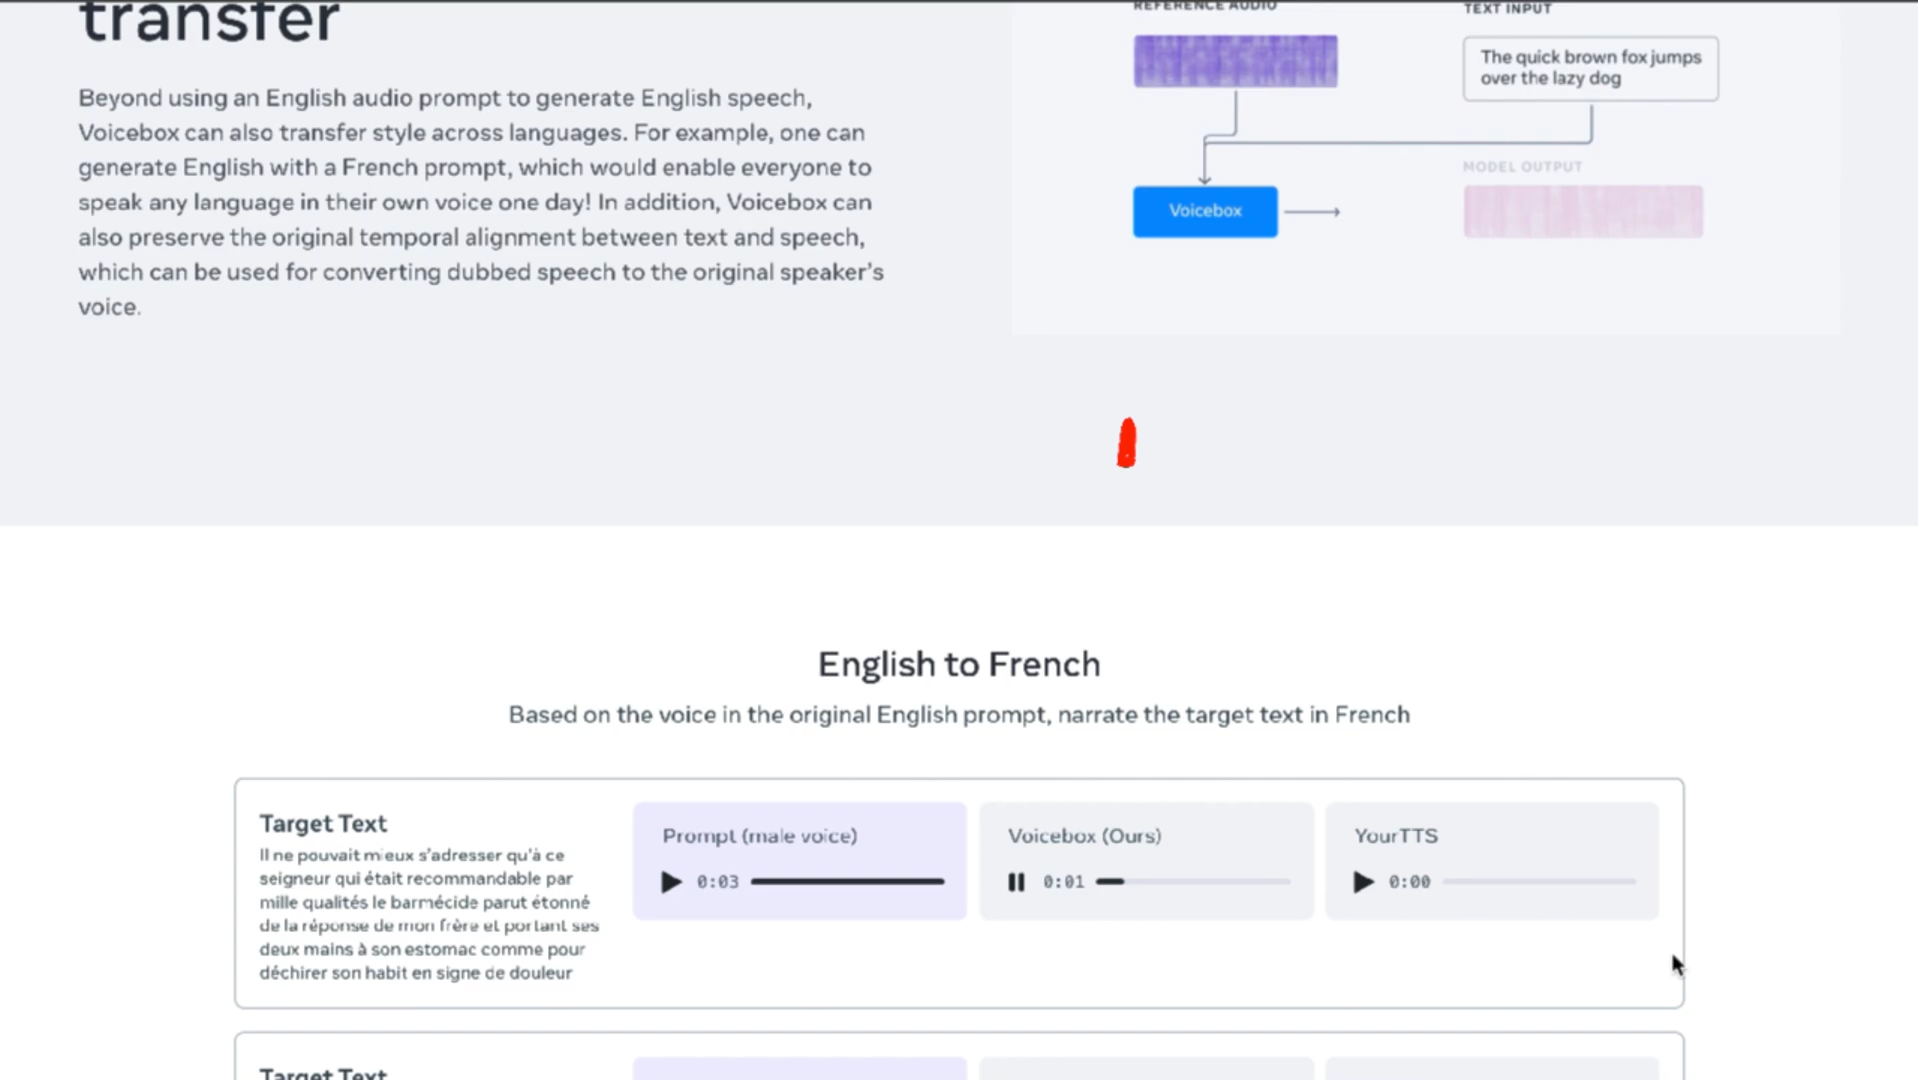 transfer
Beyond using an English audio prompt to generate English speech,
Voicebox can also transfer style across languages. For example, one can
generate English with a French prompt, which would enable everyone to
speak any language in their own voice one day! In addition, Voicebox can
also preserve the original temporal alignment between text and speech,
which can be used for converting dubbed speech to the original speaker's
voice.
REFERENCE AUDIO
TEXT INPUT
The quick brown fox jumps
over the lazy dog
MODEL OUTPUT
Voicebox
English to French
Based on the voice in the original English prompt, narrate the target text in French
Target Text
Il ne pouvait mieux s'adresser qu'à ce
seigneur qui était recommandable par
mille qualités le barmécide parut étonné
de la réponse de mon frère et portant ses
deux mains à son estomac comme pour
déchirer son habit en signe de douleur
Prompt (male voice)
0:03
Voicebox (Ours)
0:01
YourTTS
0:00
Target Text